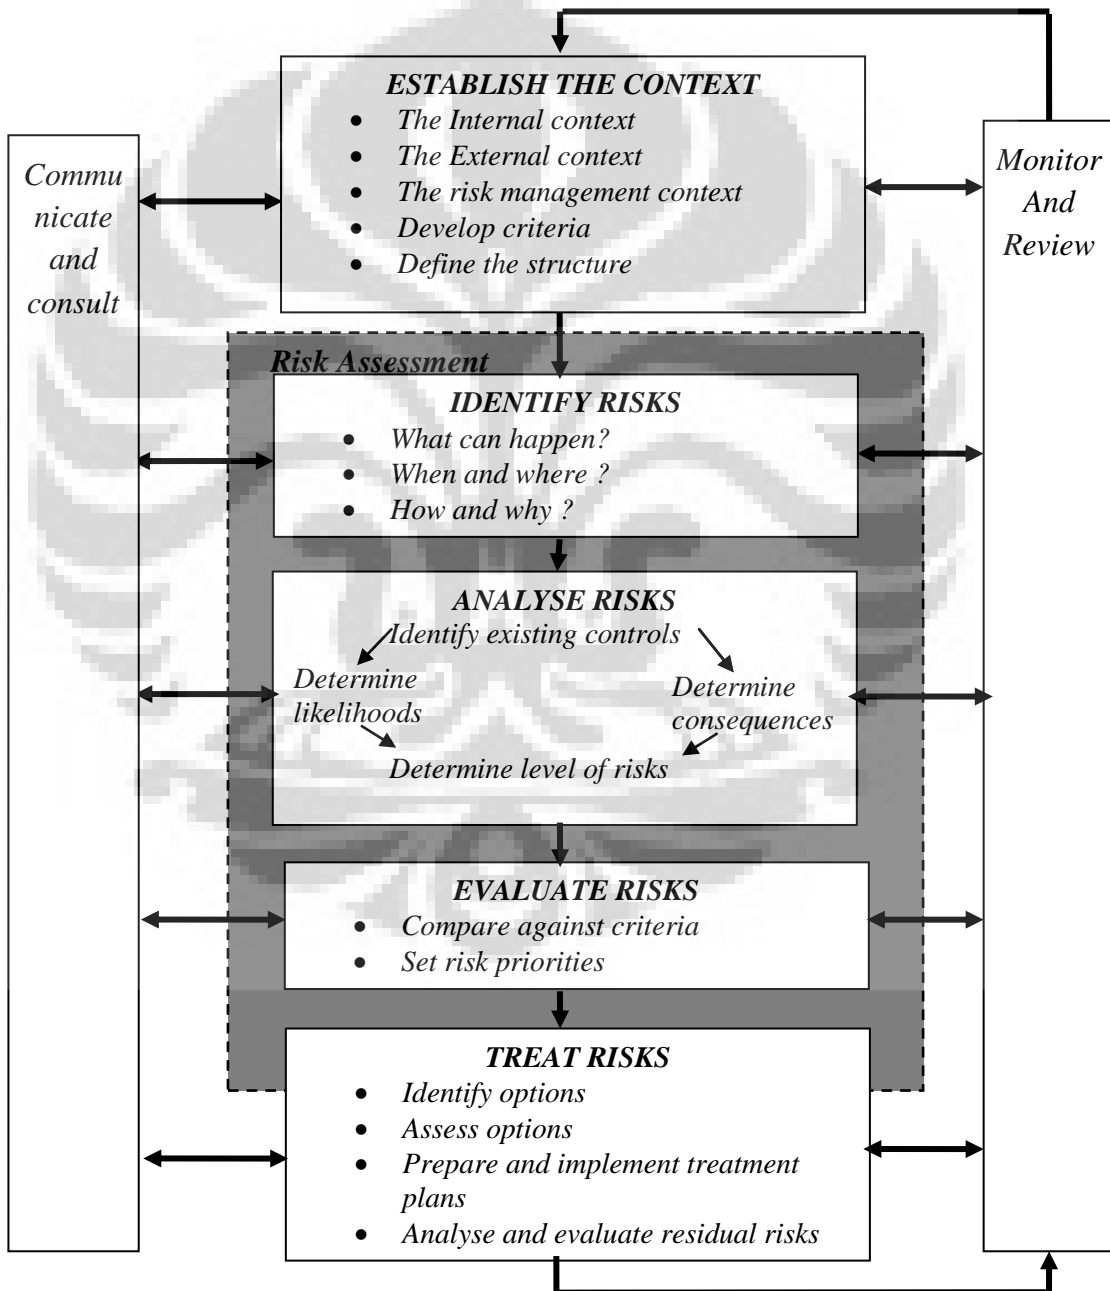 ESTABLISH THE CONTEXT
• The Internal context
• The External context
• The risk management context
• Develop criteria
• Define the structure
Commu
nicate
and
consult
Monitor
And
Review
Risk Assessment
IDENTIFY RISKS
• What can happen?
• When and where ?
• How and why ?
ANALYSE RISKS
Identify existing controls
Determine
likelihoods
Determine
consequences
Determine level of risks
EVALUATE RISKS
• Compare against criteria
• Set risk priorities
TREAT RISKS
• Identify options
• Assess options
• Prepare and implement treatment
plans
• Analyse and evaluate residual risks